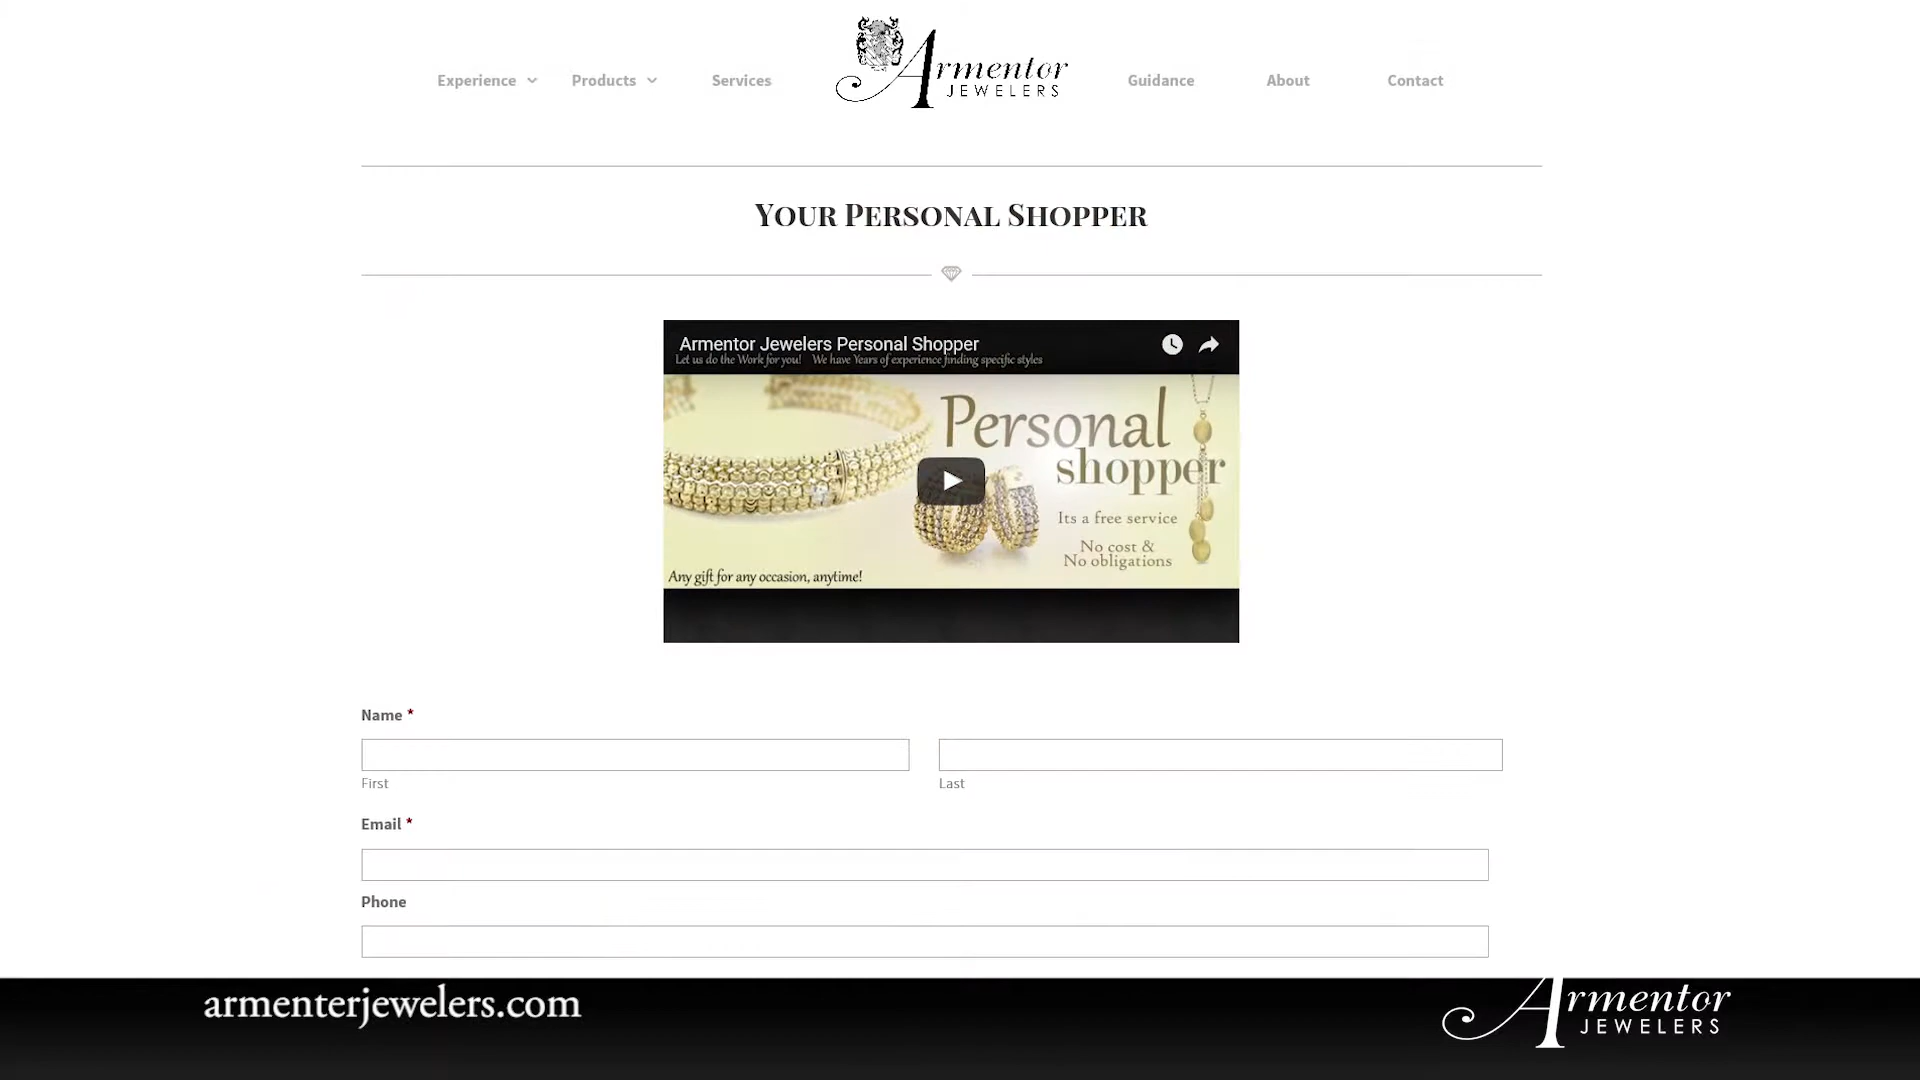 Experience
Products
Services
Armentor
JEWELERS
Guidance
About
Contact
YOUR PERSONAL SHOPPER
Armentor Jewelers Personal Shopper
Let us do the Work for you! We have Years of experience finding specific styles
Personal
shopper
Its a free service
No cost &
No obligations
Any gift for any occasion, anytime!
Name *
First
Last
Email *
Phone
armenterjewelers.com
Armentor
JEWELERS